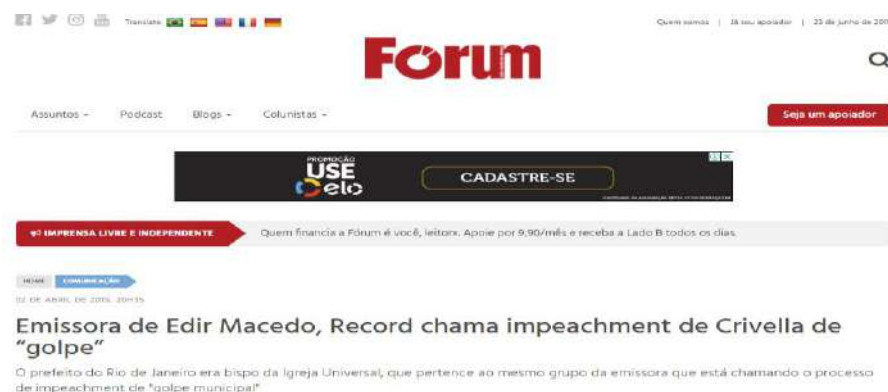 Translate
Quem somos | Já sou apoiador | 23 de junho de 201
Fórum
Assuntos Podcast Blogs Colunistas Seja um apoiador
PROMOÇÃO
USE
elo
CADASTRE-SE
IMPRENSA LIVRE E INDEPENDENTE Quem financia a Fórum é você, leitorx. Apoie por 9,90/mês e receba a Lado B todos os dias.
HOME COMUNICAÇÃO
02 DE ABRIL DE 2019, 20H35
Emissora de Edir Macedo, Record chama impeachment de Crivella de
“golpe”
O prefeito do Rio de Janeiro era bispo da Igreja Universal, que pertence ao mesmo grupo da emissora que está chamando o processo
de impeachment de "golpe municipal"